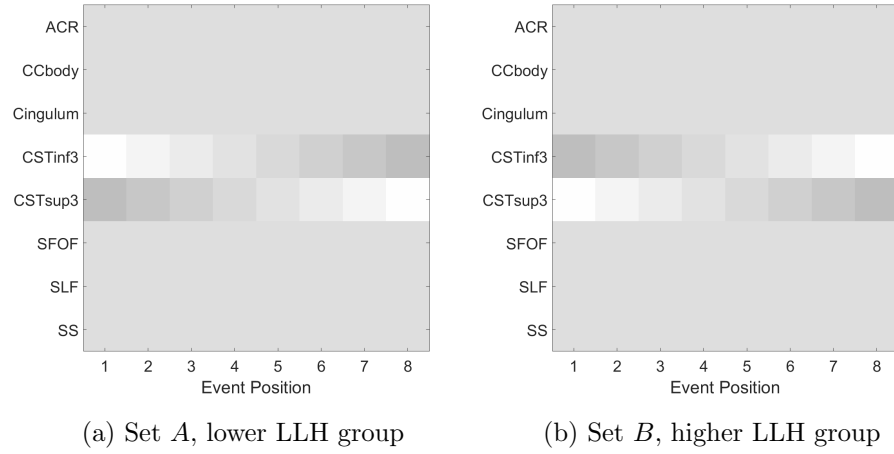 ACR
CCbody
Cingulum
CSTinf3
CSTsup3
SFOF
SLF
SS
1 2 3 4 5 6 7 8
Event Position
(a) Set A, lower LLH group
ACR
CCbody
Cingulum
CSTinf3
CSTsup3
SFOF
SLF
SS
1 2 3 4 5 6 7 8
Event Position
(b) Set B, higher LLH group